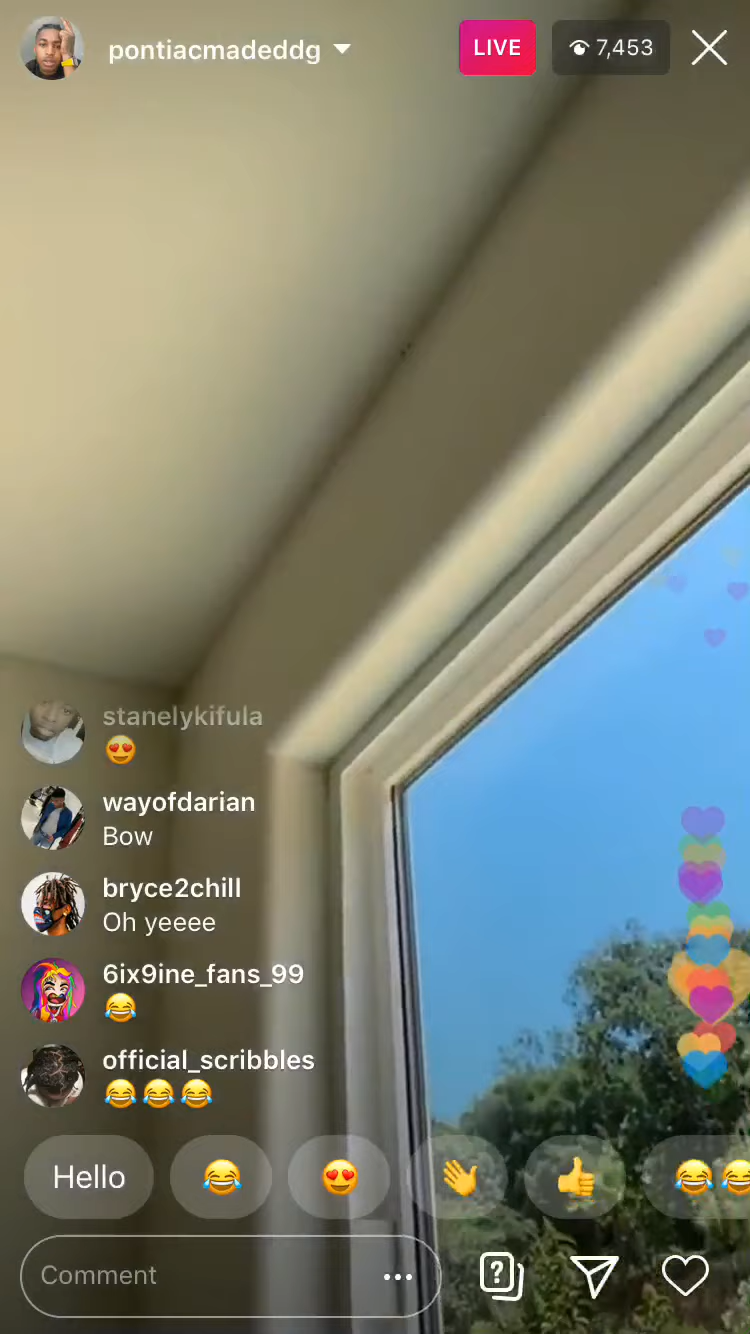 pontiacmadeddg
LIVE
7,453
stanelykifula
😍
wayofdarian
Bow
bryce2chill
Oh yeeee
6ix9ine_fans_99
😂
official_scribbles
😂😂😂
Hello 😂 😍 👋 👍 😂😂
Comment